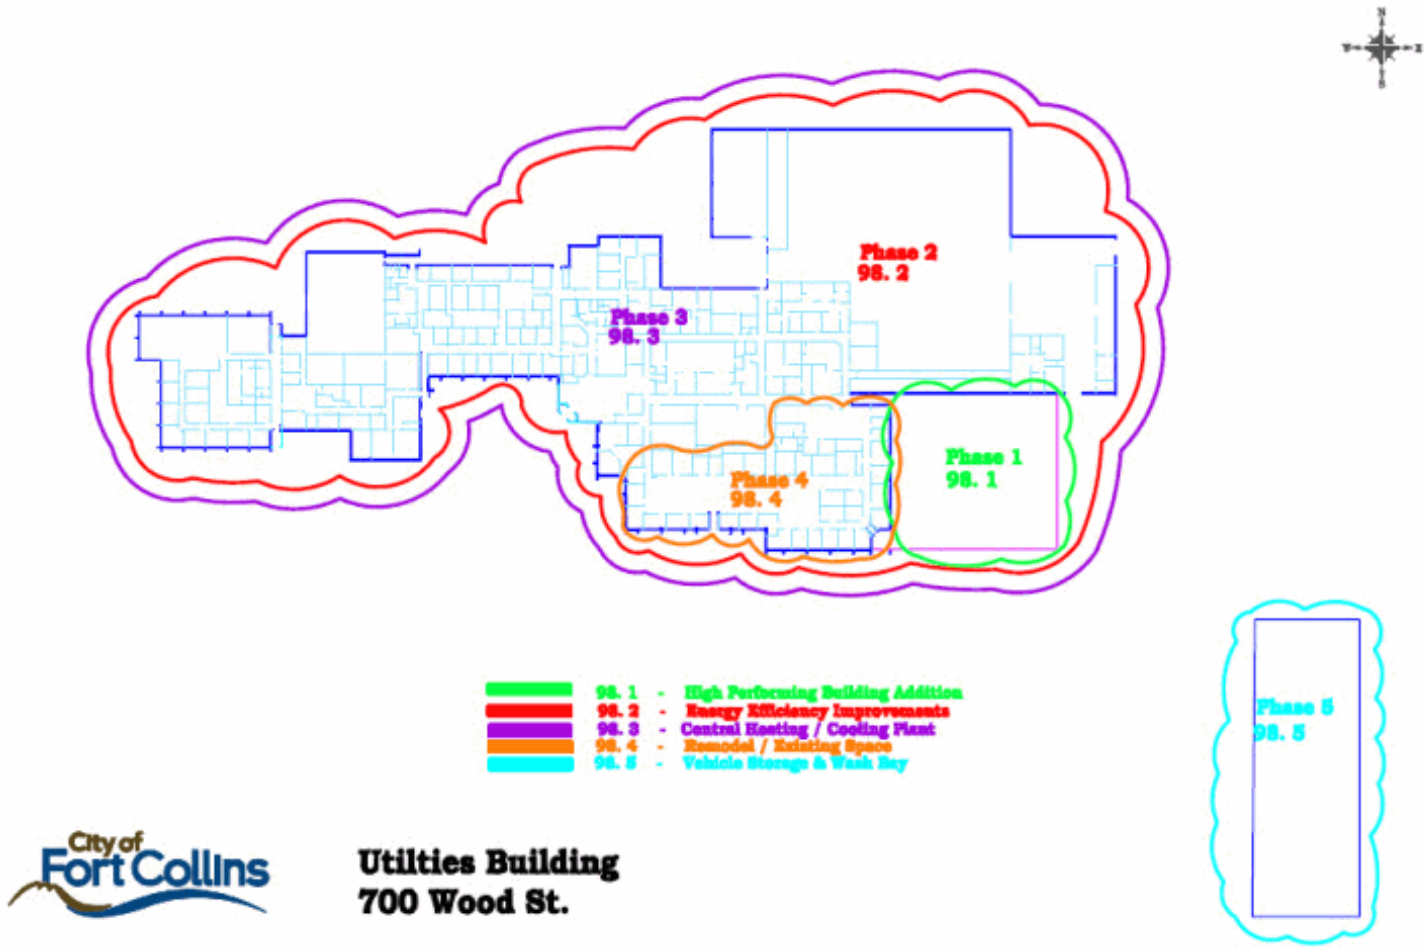 N
W E
S
Phase 2
98. 2
Phase 3
98. 3
Phase 1
98. 1
Phase 4
98. 4
Phase 5
98. 5
98. 1 - High Performing Building Addition
98. 2 - Energy Efficiency Improvements
98. 3 - Central Heating / Cooling Plant
98. 4 - Remodel / Existing Space
98. 5 - Vehicle Storage & Wash Bay
City of
Fort Collins
Utilties Building
700 Wood St.